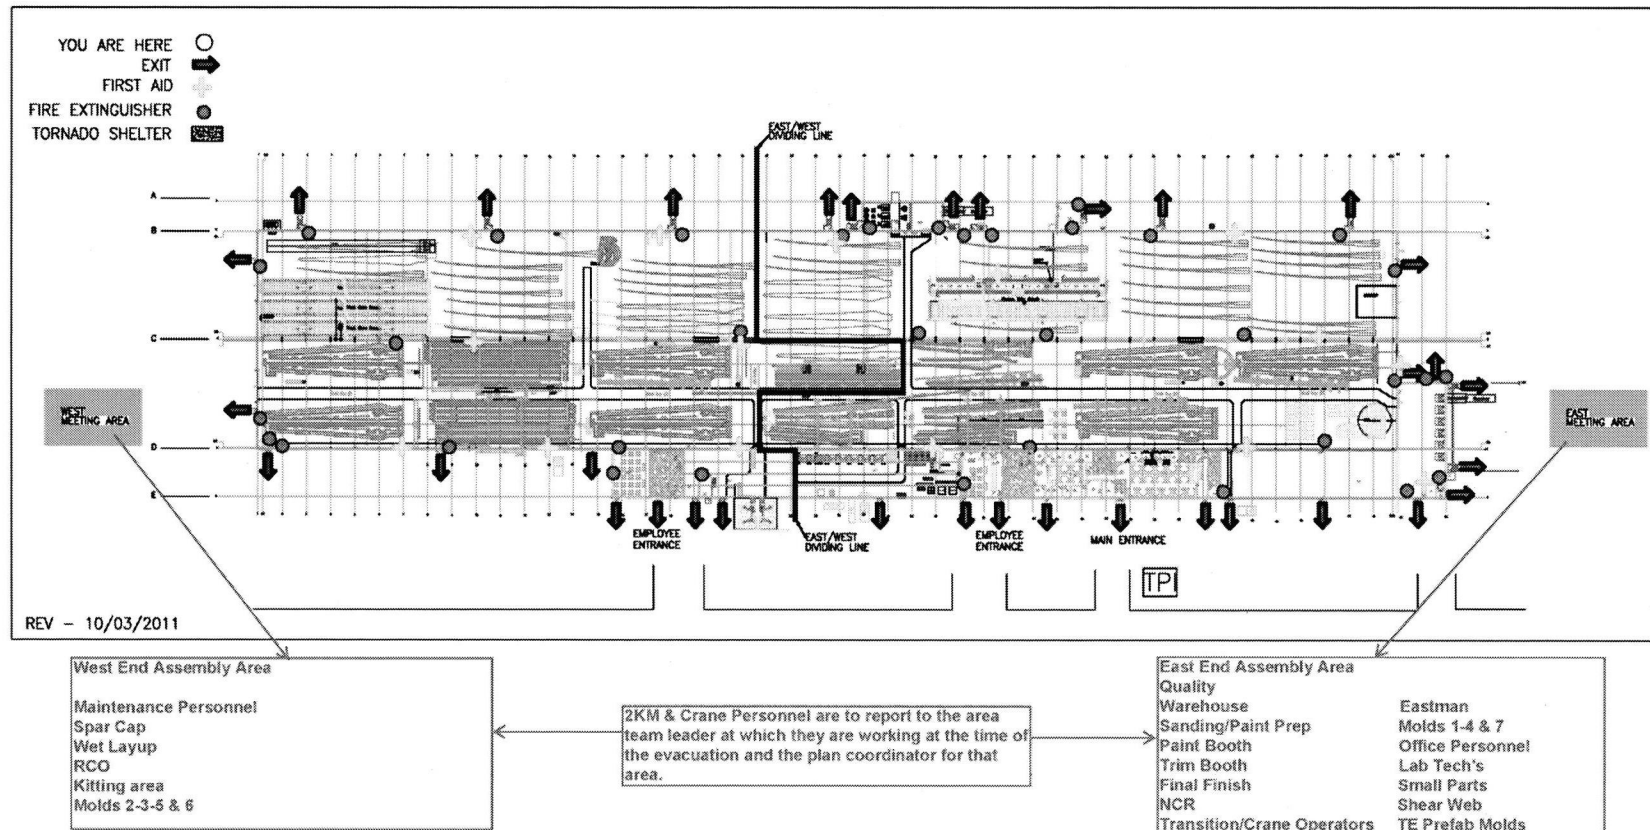 YOU ARE HERE
EXIT
FIRST AID
FIRE EXTINGUISHER
TORNADO SHELTER
EAST/WEST
DIVIDING LINE
A
B
C
D
E
WEST
MEETING AREA
EAST
MEETING AREA
EMPLOYEE
ENTRANCE
EAST/WEST
DIVIDING LINE
EMPLOYEE
ENTRANCE
MAIN ENTRANCE
TPI
REV - 10/03/2011
West End Assembly Area
Maintenance Personnel
Spar Cap
Wet Layup
RCO
Kitting area
Molds 2-3-5 & 6
2KM & Crane Personnel are to report to the area
team leader at which they are working at the time of
the evacuation and the plan coordinator for that
area.
East End Assembly Area
Quality
Warehouse
Sanding/Paint Prep
Paint Booth
Trim Booth
Final Finish
NCR
Transition/Crane Operators
Eastman
Molds 1-4 & 7
Office Personnel
Lab Tech's
Small Parts
Shear Web
TE Prefab Molds